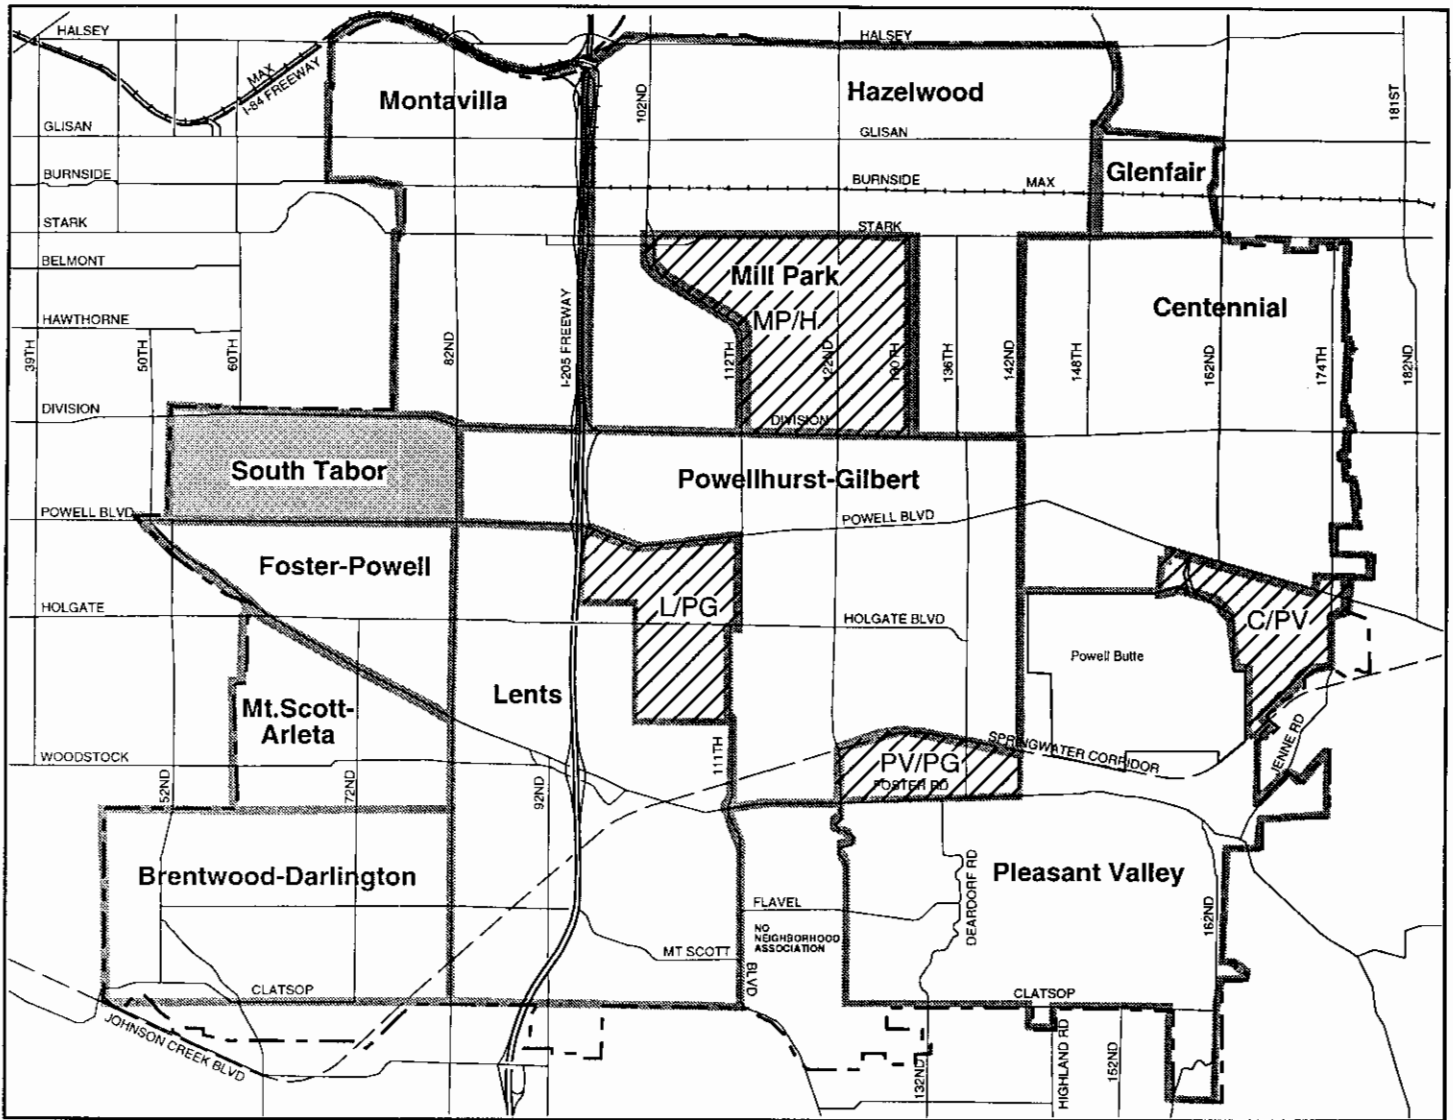 HALSEY
HALSEY
MAX
I-84 FREEWAY
Montavilla
102ND
Hazelwood
181ST
GLISAN
GLISAN
BURNSIDE
BURNSIDE
MAX
Glenfair
STARK
STARK
BELMONT
Mill Park
MP/H
Centennial
HAWTHORNE
39TH
50TH
60TH
82ND
I-205 FREEWAY
112TH
122ND
130TH
136TH
142ND
148TH
162ND
174TH
182ND
DIVISION
DIVISION
South Tabor
Powellhurst-Gilbert
POWELL BLVD
POWELL BLVD
Foster-Powell
HOLGATE
L/PG
HOLGATE BLVD
C/PV
Powell Butte
Lents
Mt.Scott-
Arleta
WOODSTOCK
52ND
72ND
92ND
111TH
PV/PG
FOSTER RD
SPRINGWATER CORRIDOR
JENNE RD
Brentwood-Darlington
Pleasant Valley
DEARDORF RD
162ND
FLAVEL
NO
NEIGHBORHOOD
ASSOCIATION
MT SCOTT
BLVD
CLATSOP
CLATSOP
JOHNSON CREEK BLVD
132ND
HIGHLAND RD
152ND